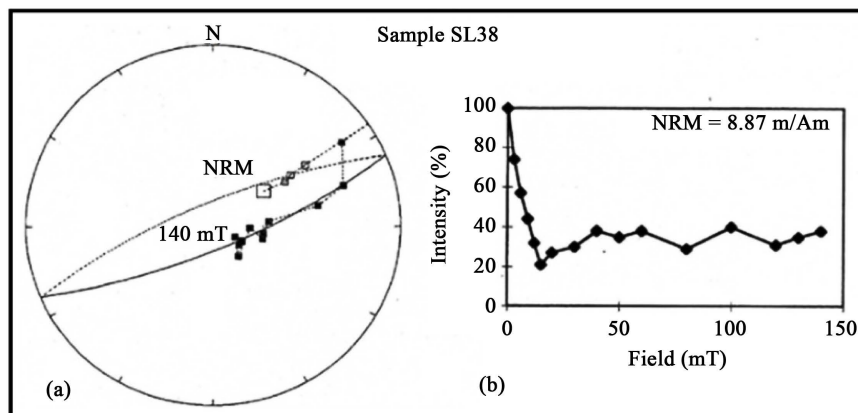 Sample SL38
N
NRM
140 mT
(a)
NRM = 8.87 m/Am
Intensity (%)
100
80
60
40
20
0
0
50
100
150
Field (mT)
(b)